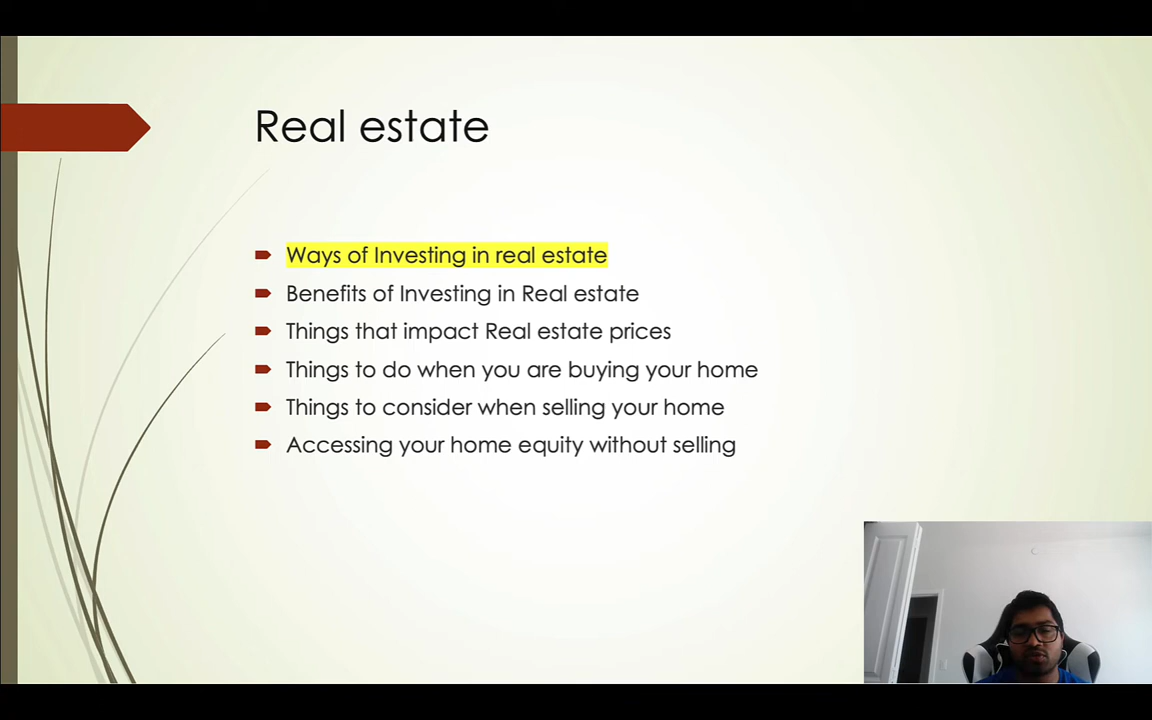 Real estate
Ways of Investing in real estate
Benefits of Investing in Real estate
Things that impact Real estate prices
Things to do when you are buying your home
Things to consider when selling your home
Accessing your home equity without selling